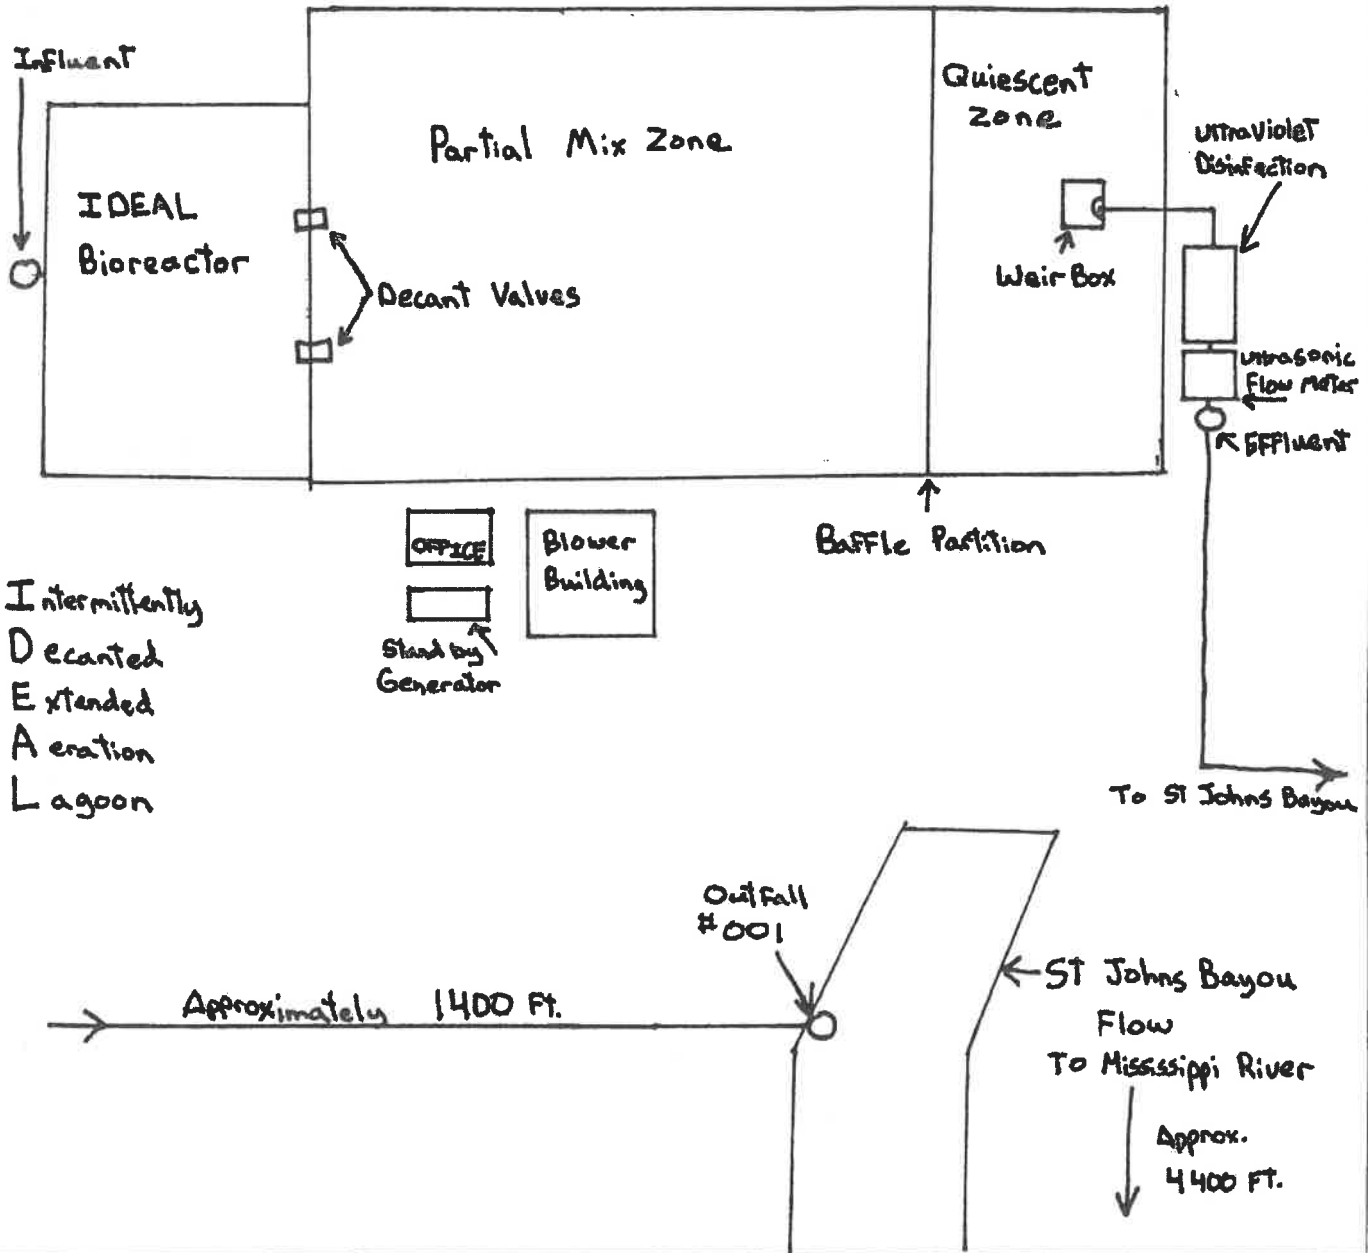 Influent
IDEAL
Bioreactor
Partial Mix Zone
Decant Valves
Quiescent
Zone
Weir Box
Ultraviolet
Disinfection
Ultrasonic
Flow Meter
Effluent
Baffle Partition
OFFICE
Blower
Building
Standby
Generator
Intermittently
Decanted
Extended
Aeration
Lagoon
To St Johns Bayou
Outfall
#001
Approximately 1400 Ft.
St Johns Bayou
Flow
To Mississippi River
Approx.
4400 FT.